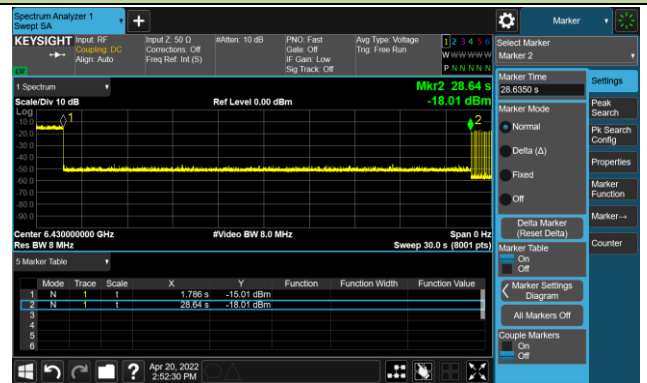 Spectrum Analyzer 1
Swept SA
Marker
KEYSIGHT
Input: RF
Coupling: DC
Align: Auto
Input Z: 50 Ω
Corrections: Off
Freq Ref: Int (S)
#Atten: 10 dB
PNO: Fast
Gate: Off
IF Gain: Low
Sig Track: Off
Avg Type: Voltage
Trig: Free Run
1 2 3 4 5 6
W W W W W W
P N N N N N
Select Marker
Marker 2
1 Spectrum
Mkr2 28.64 s
Scale/Div 10 dB
Ref Level 0.00 dBm
-18.01 dBm
Log
-10.0
-20.0
-30.0
-40.0
-50.0
-60.0
-70.0
-80.0
-90.0
1
2
Center 6.430000000 GHz
#Video BW 8.0 MHz
Span 0 Hz
Res BW 8 MHz
Sweep 30.0 s (8001 pts)
5 Marker Table
Mode Trace Scale X Y Function Function Width Function Value
1 N 1 t 1.786 s -15.01 dBm
2 N 1 t 28.64 s -18.01 dBm
3
4
5
6
Marker Time
28.6350 s
Marker Mode
Normal
Delta (Δ)
Fixed
Off
Delta Marker
(Reset Delta)
Marker Table
On
Off
Marker Settings
Diagram
All Markers Off
Couple Markers
On
Off
Settings
Peak
Search
Pk Search
Config
Properties
Marker
Function
Marker→
Counter
?
Apr 20, 2022
2:52:30 PM